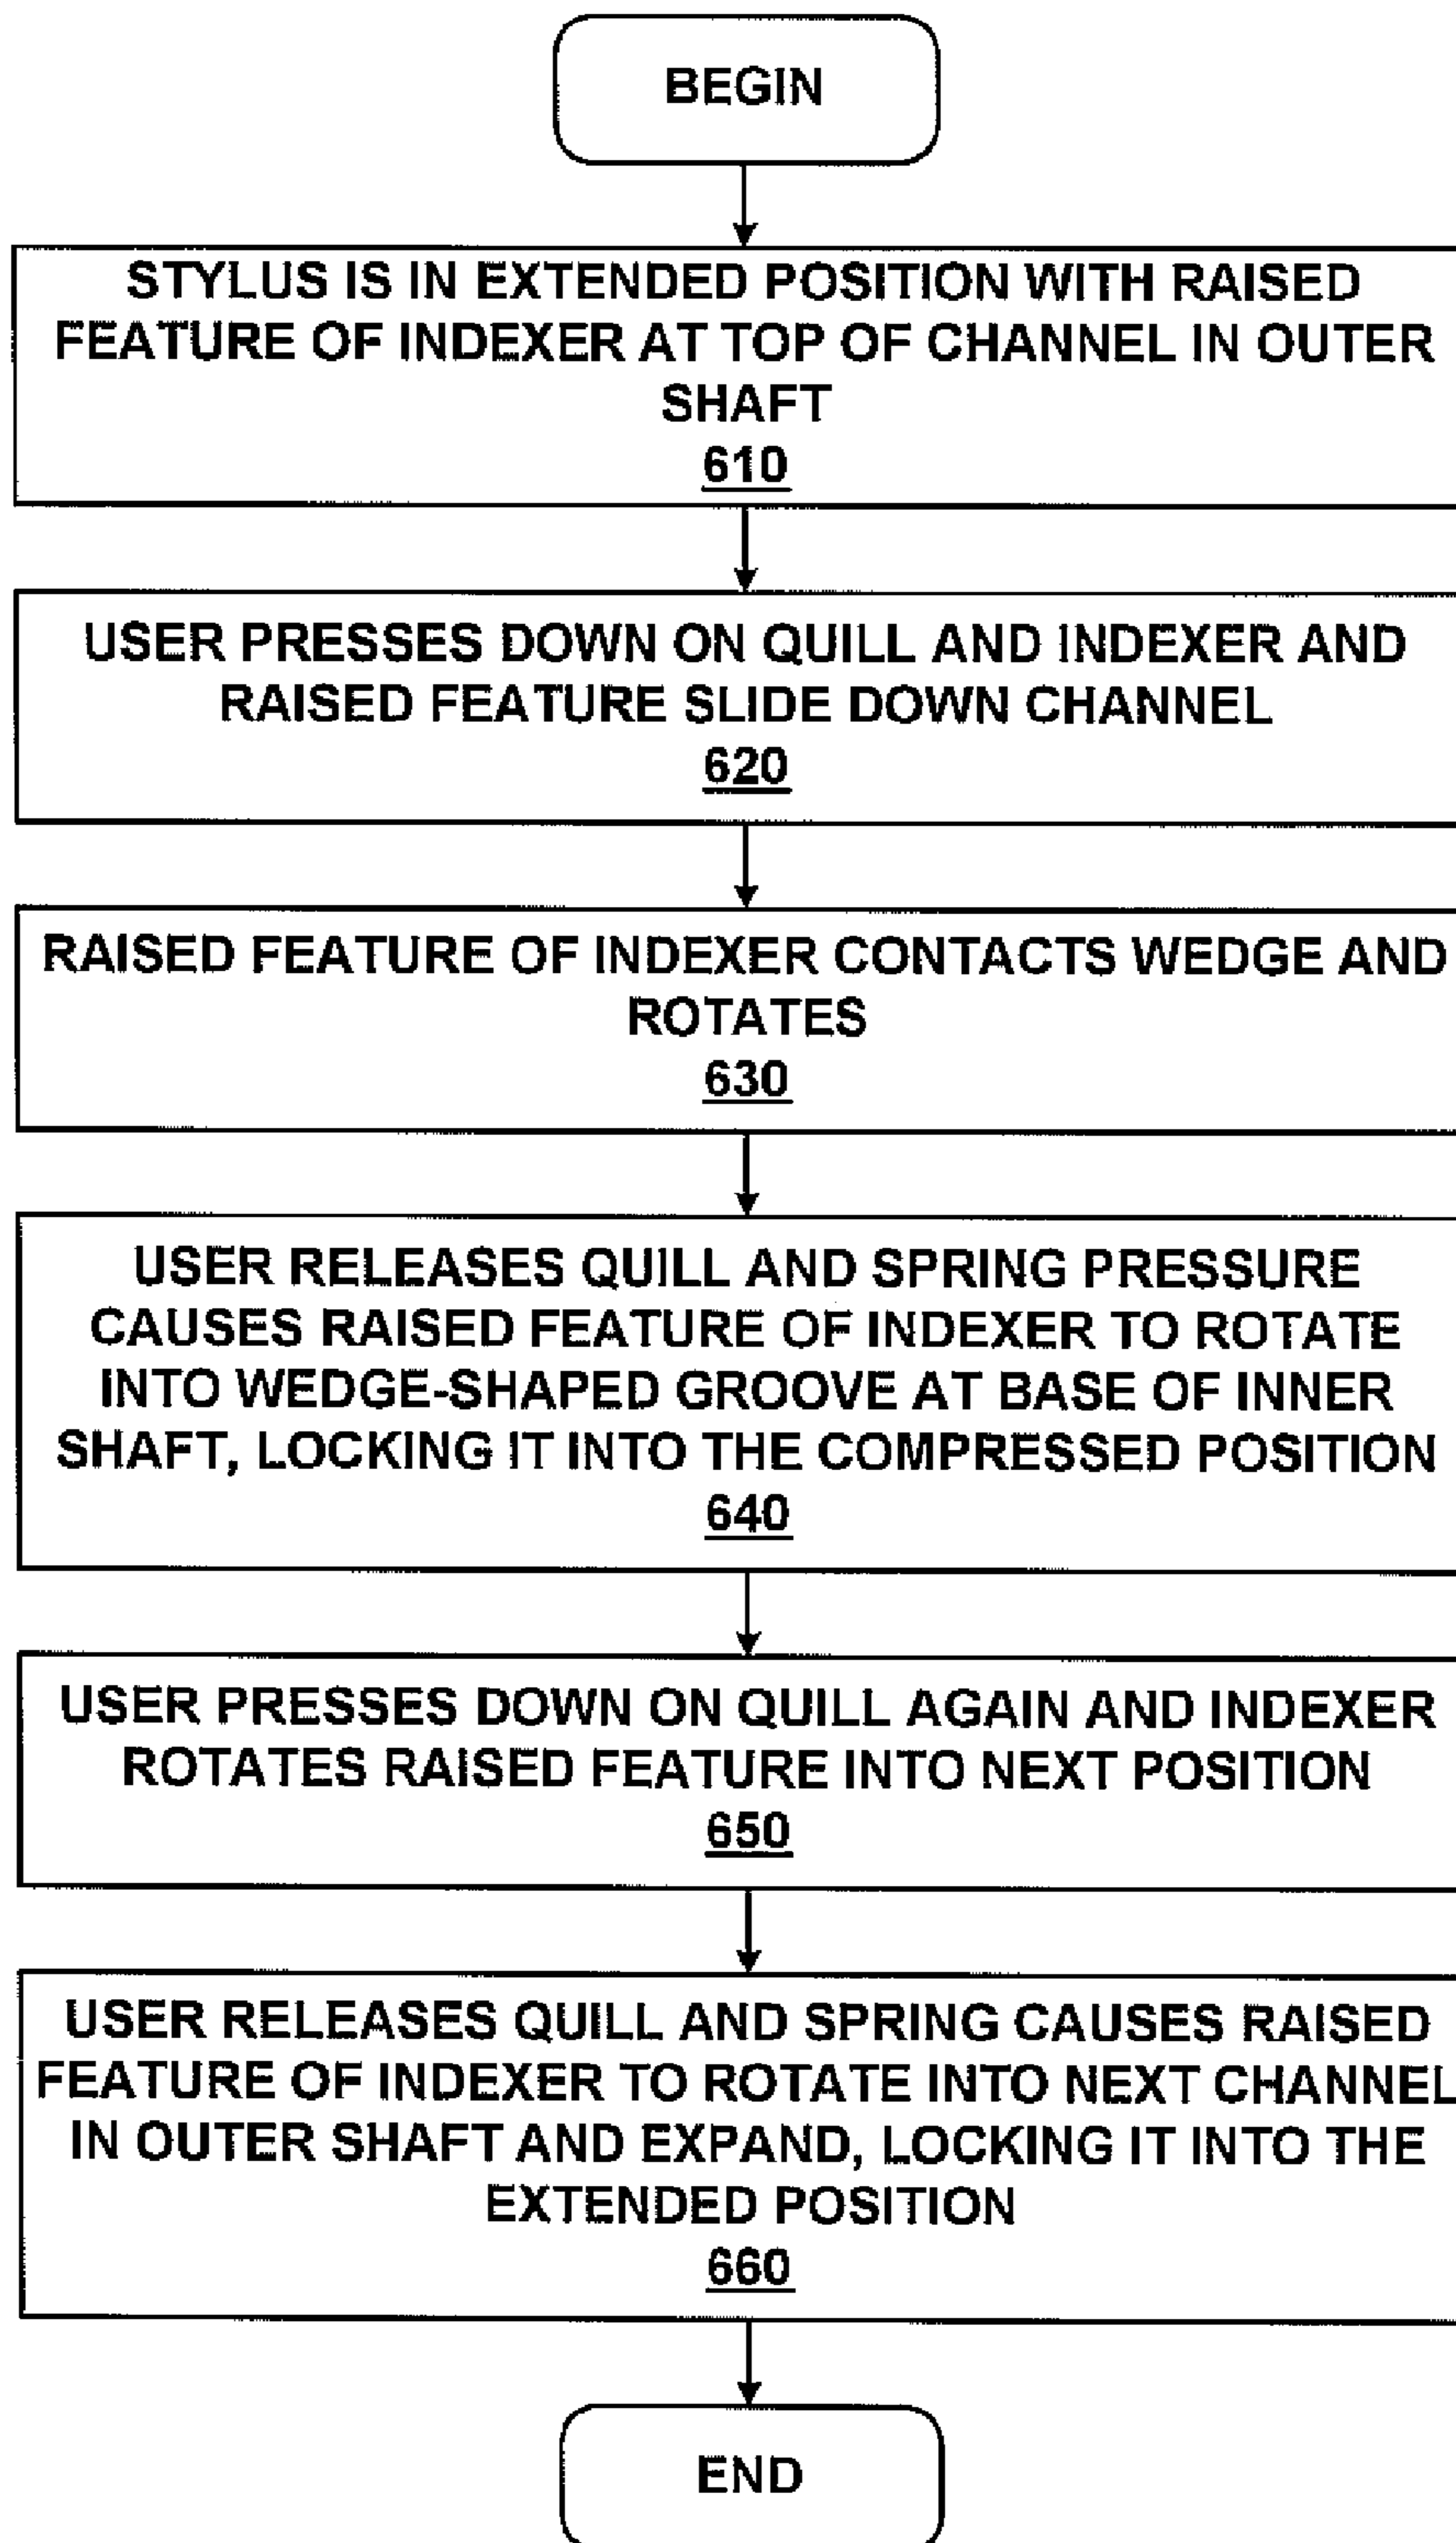 BEGIN
STYLUS IS IN EXTENDED POSITION WITH RAISED
FEATURE OF INDEXER AT TOP OF CHANNEL IN OUTER
SHAFT
610
USER PRESSES DOWN ON QUILL AND INDEXER AND
RAISED FEATURE SLIDE DOWN CHANNEL
620
RAISED FEATURE OF INDEXER CONTACTS WEDGE AND
ROTATES
630
USER RELEASES QUILL AND SPRING PRESSURE
CAUSES RAISED FEATURE OF INDEXER TO ROTATE
INTO WEDGE-SHAPED GROOVE AT BASE OF INNER
SHAFT, LOCKING IT INTO THE COMPRESSED POSITION
640
USER PRESSES DOWN ON QUILL AGAIN AND INDEXER
ROTATES RAISED FEATURE INTO NEXT POSITION
650
USER RELEASES QUILL AND SPRING CAUSES RAISED
FEATURE OF INDEXER TO ROTATE INTO NEXT CHANNEL
IN OUTER SHAFT AND EXPAND, LOCKING IT INTO THE
EXTENDED POSITION
660
END